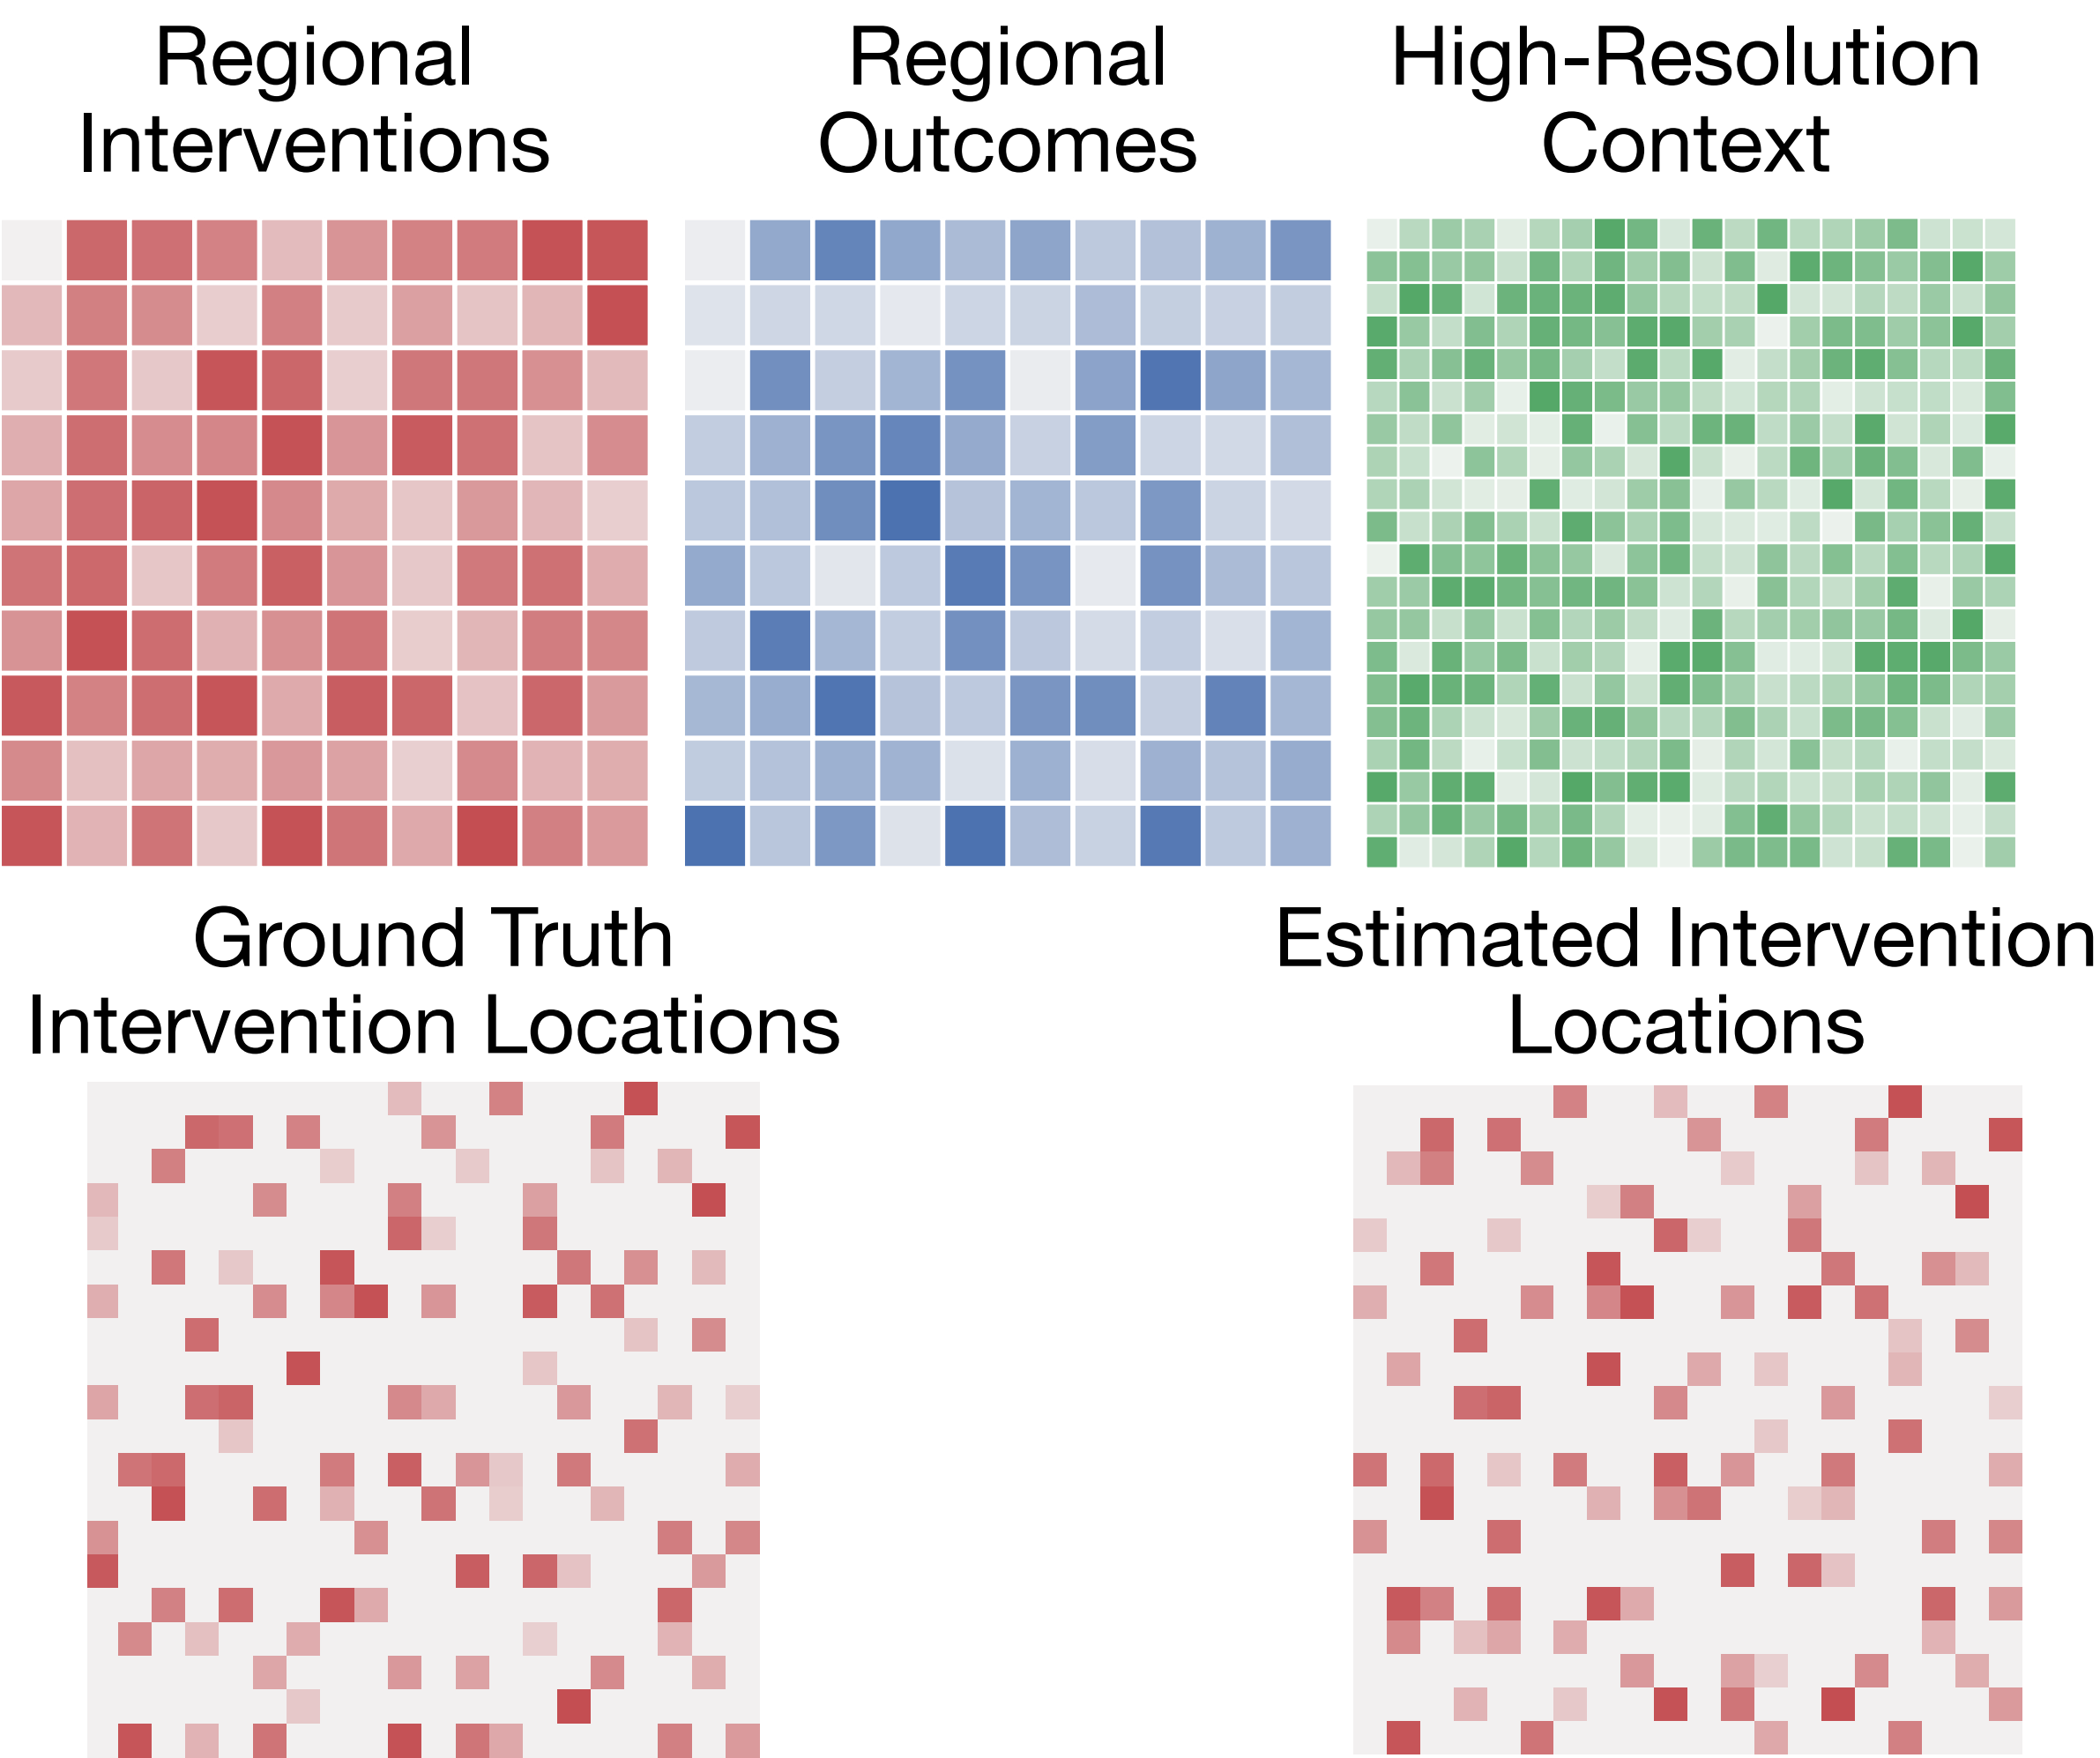 Regional
Interventions
Regional
Outcomes
High-Resolution
Context
Ground Truth
Intervention Locations
Estimated Intervention
Locations